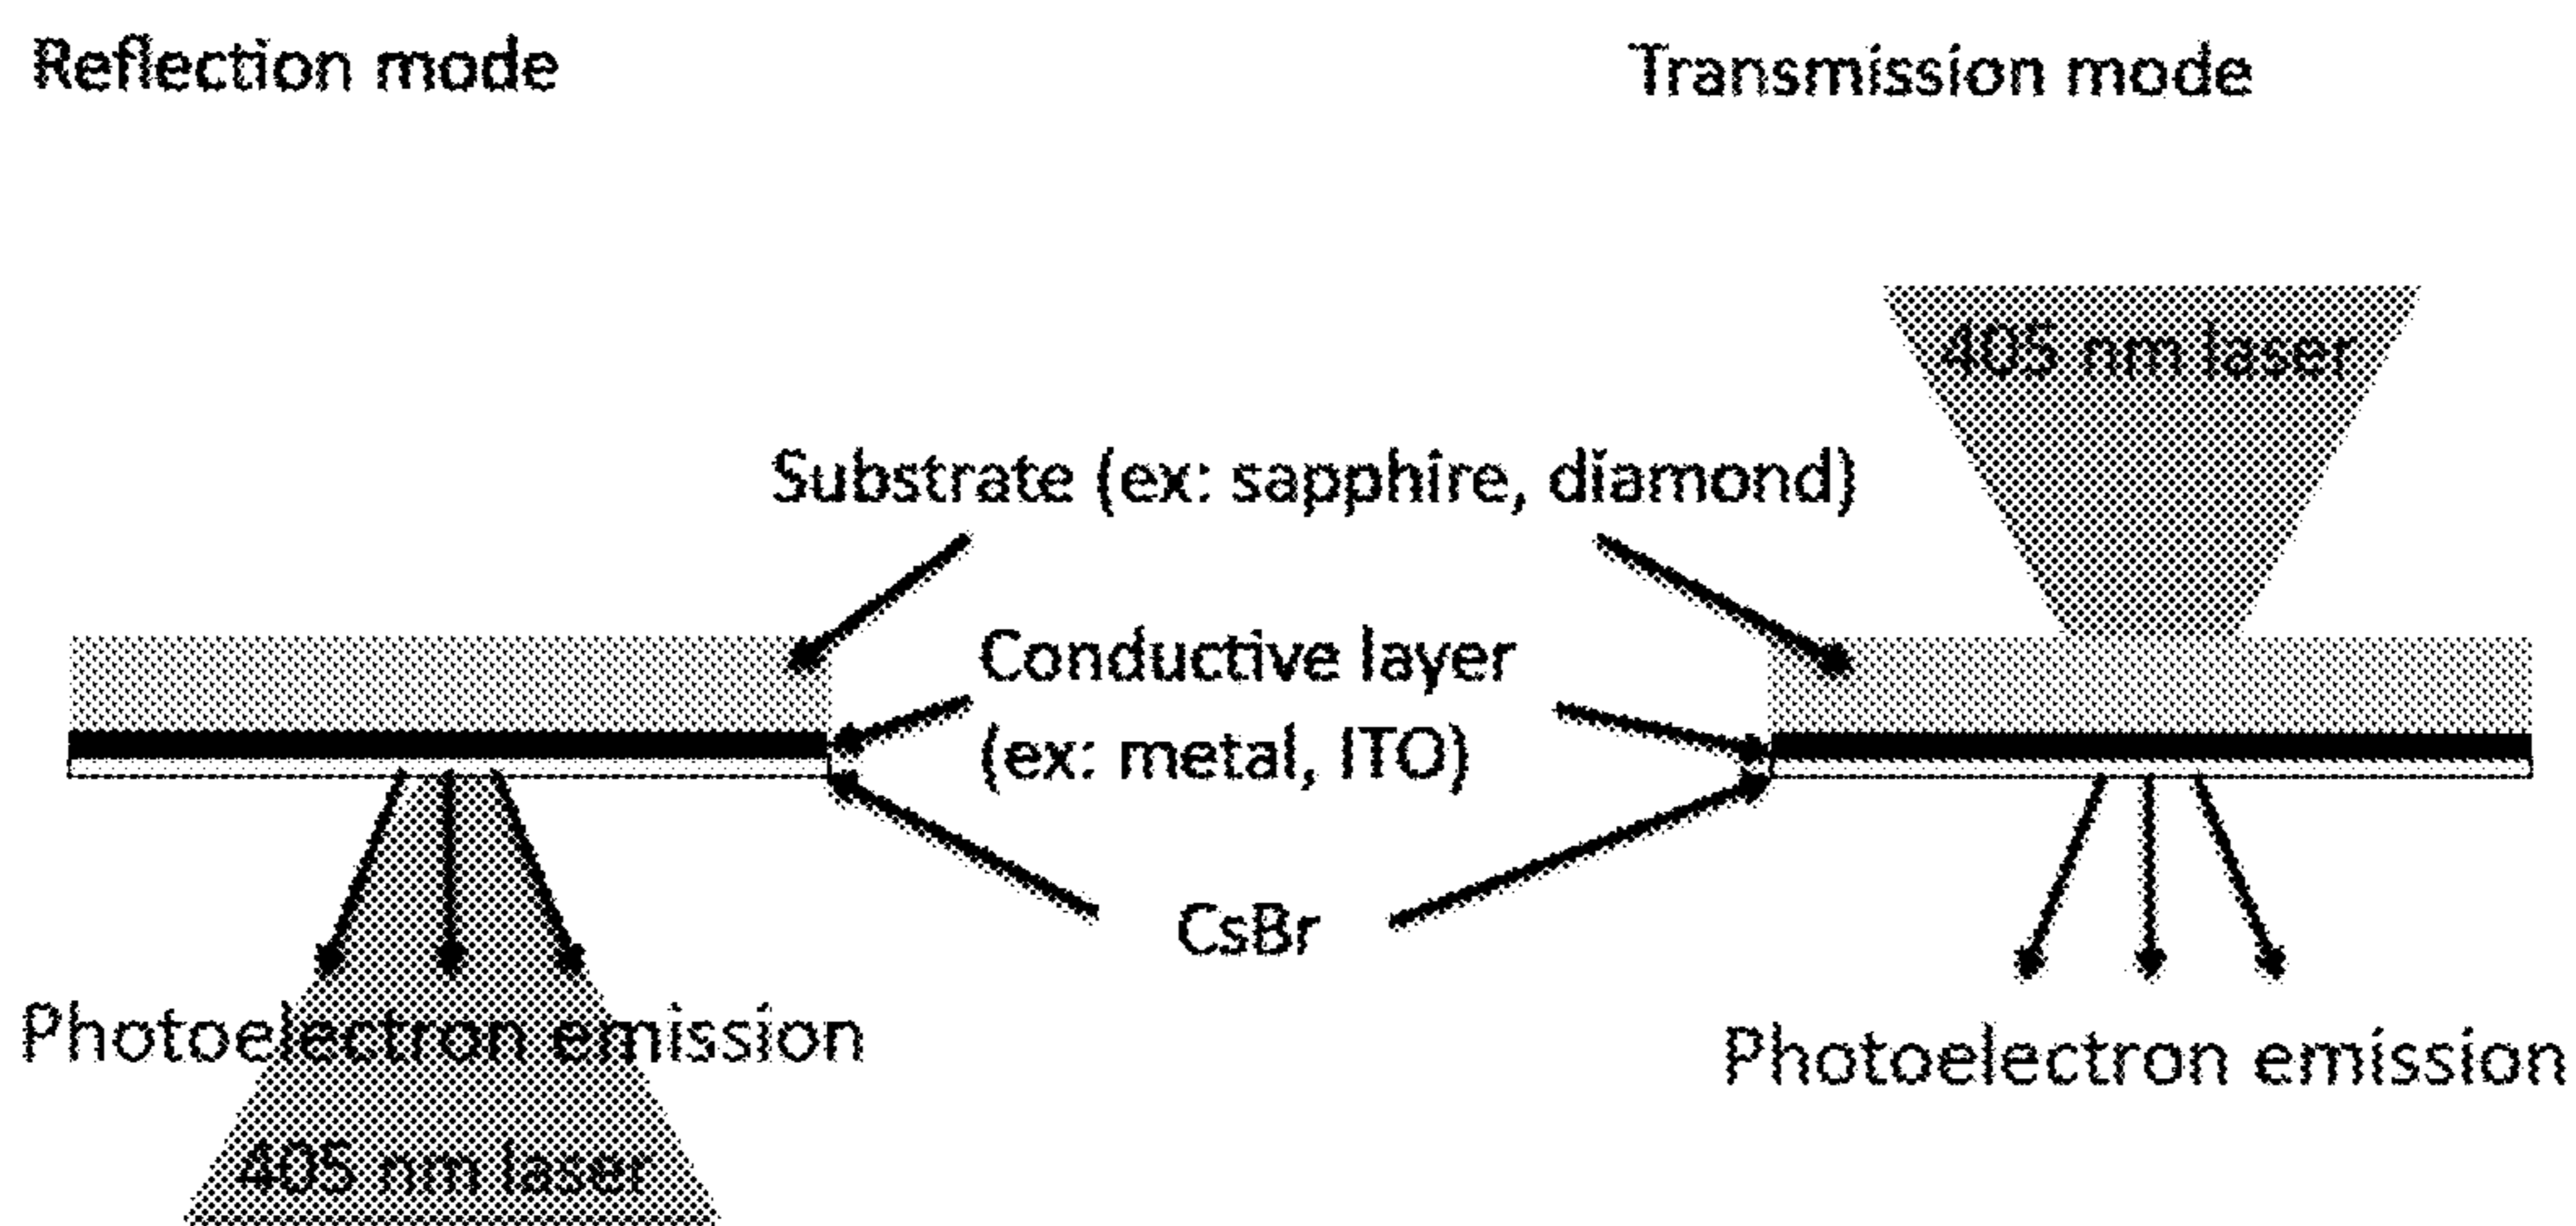 Reflection mode
Transmission mode
405 nm laser
Substrate (ex: sapphire, diamond)
Conductive layer
(ex: metal, ITO)
CsBr
Photoelectron emission
405 nm laser
Photoelectron emission